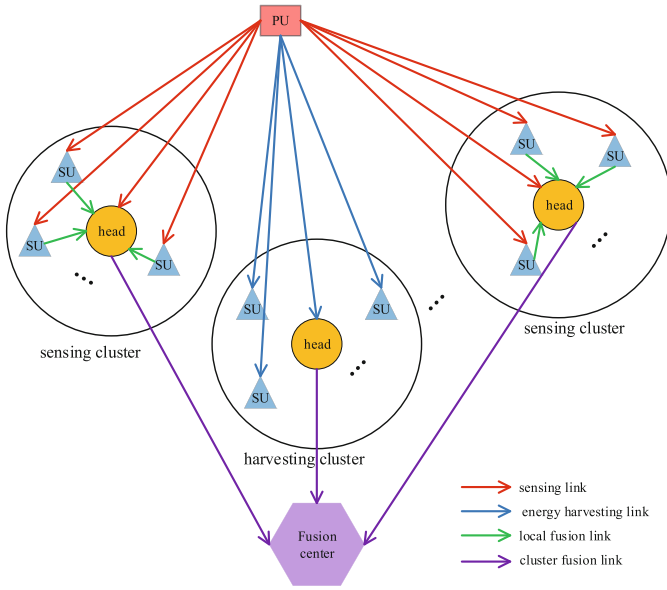 PU
SU
SU
head
SU
sensing cluster
SU
SU
head
SU
sensing cluster
SU
SU
head
SU
harvesting cluster
Fusion
center
sensing link
energy harvesting link
local fusion link
cluster fusion link